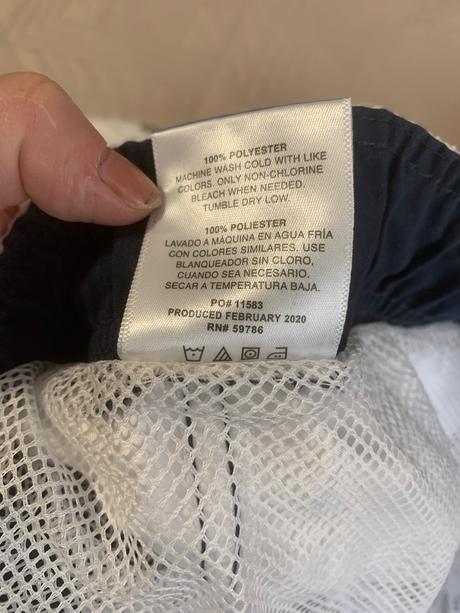 100% POLYESTER
MACHINE WASH COLD WITH LIKE
COLORS. ONLY NON-CHLORINE
BLEACH WHEN NEEDED.
TUMBLE DRY LOW.
100% POLYESTER
LAVADO A MÁQUINA EN AGUA FRÍA
CON COLORES SIMILARES. USE
BLANQUEADOR SIN CLORO,
CUANDO SEA NECESARIO.
SECAR A TEMPERATURA BAJA.
PO# 11583
PRODUCED FEBRUARY 2020
RN# 59786